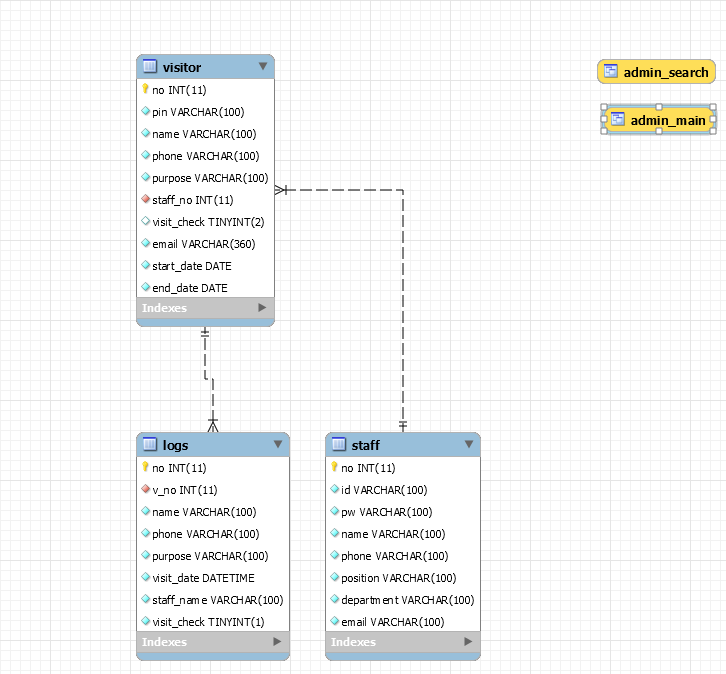 visitor
no INT(11)
pin VARCHAR(100)
name VARCHAR(100)
phone VARCHAR(100)
purpose VARCHAR(100)
staff_no INT(11)
visit_check TINYINT(2)
email VARCHAR(360)
start_date DATE
end_date DATE
Indexes
admin_search
admin_main
logs
no INT(11)
v_no INT(11)
name VARCHAR(100)
phone VARCHAR(100)
purpose VARCHAR(100)
visit_date DATETIME
staff_name VARCHAR(100)
visit_check TINYINT(1)
Indexes
staff
no INT(11)
id VARCHAR(100)
pw VARCHAR(100)
name VARCHAR(100)
phone VARCHAR(100)
position VARCHAR(100)
department VARCHAR(100)
email VARCHAR(100)
Indexes